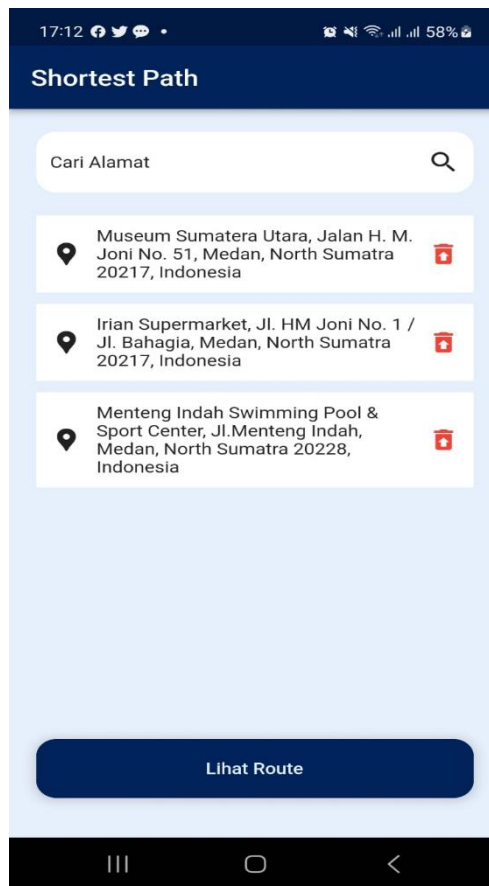 17:12 58%
Shortest Path
Cari Alamat
Museum Sumatera Utara, Jalan H. M.
Joni No. 51, Medan, North Sumatra
20217, Indonesia
Irian Supermarket, Jl. HM Joni No. 1 /
Jl. Bahagia, Medan, North Sumatra
20217, Indonesia
Menteng Indah Swimming Pool &
Sport Center, Jl.Menteng Indah,
Medan, North Sumatra 20228,
Indonesia
Lihat Route